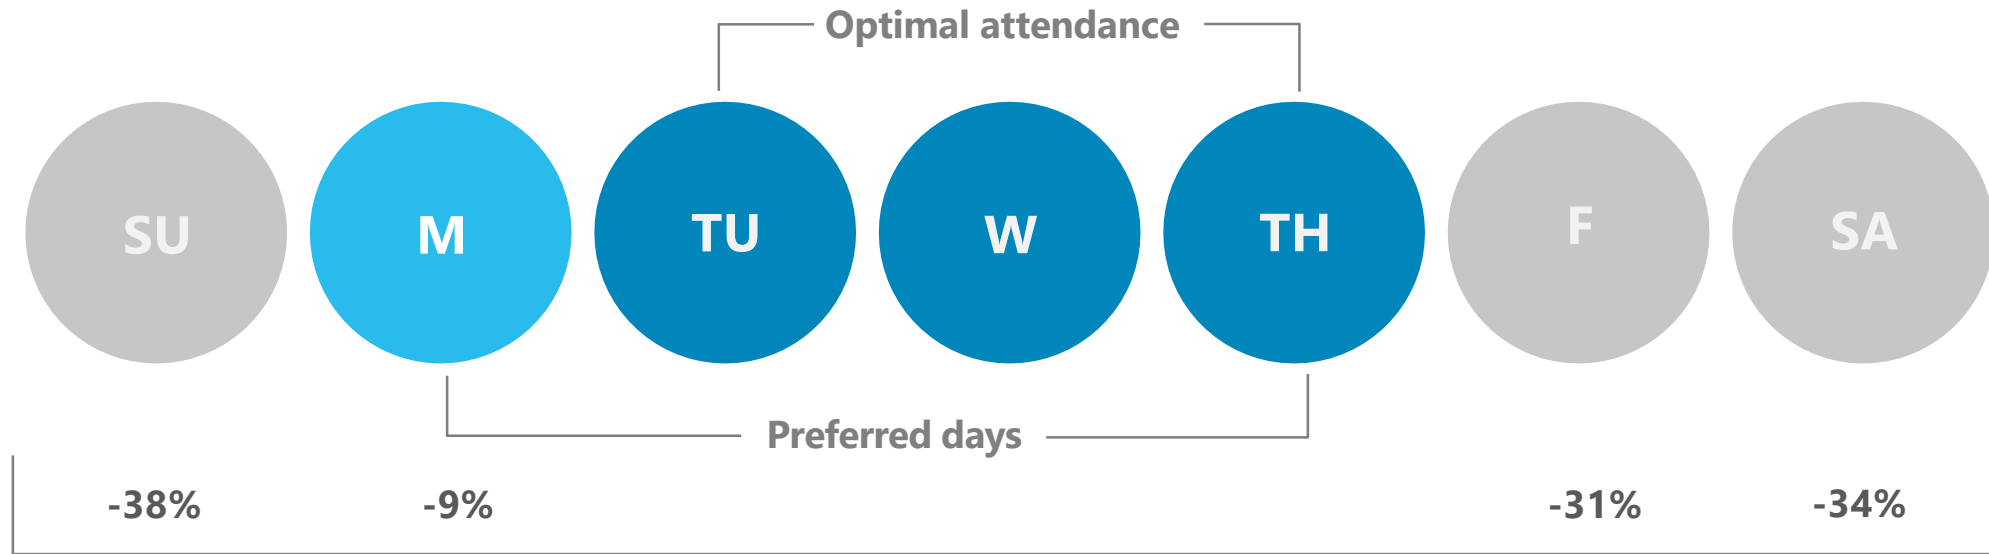 Optimal attendance
SU M TU W TH F SA
Preferred days
-38% -9% -31% -34%